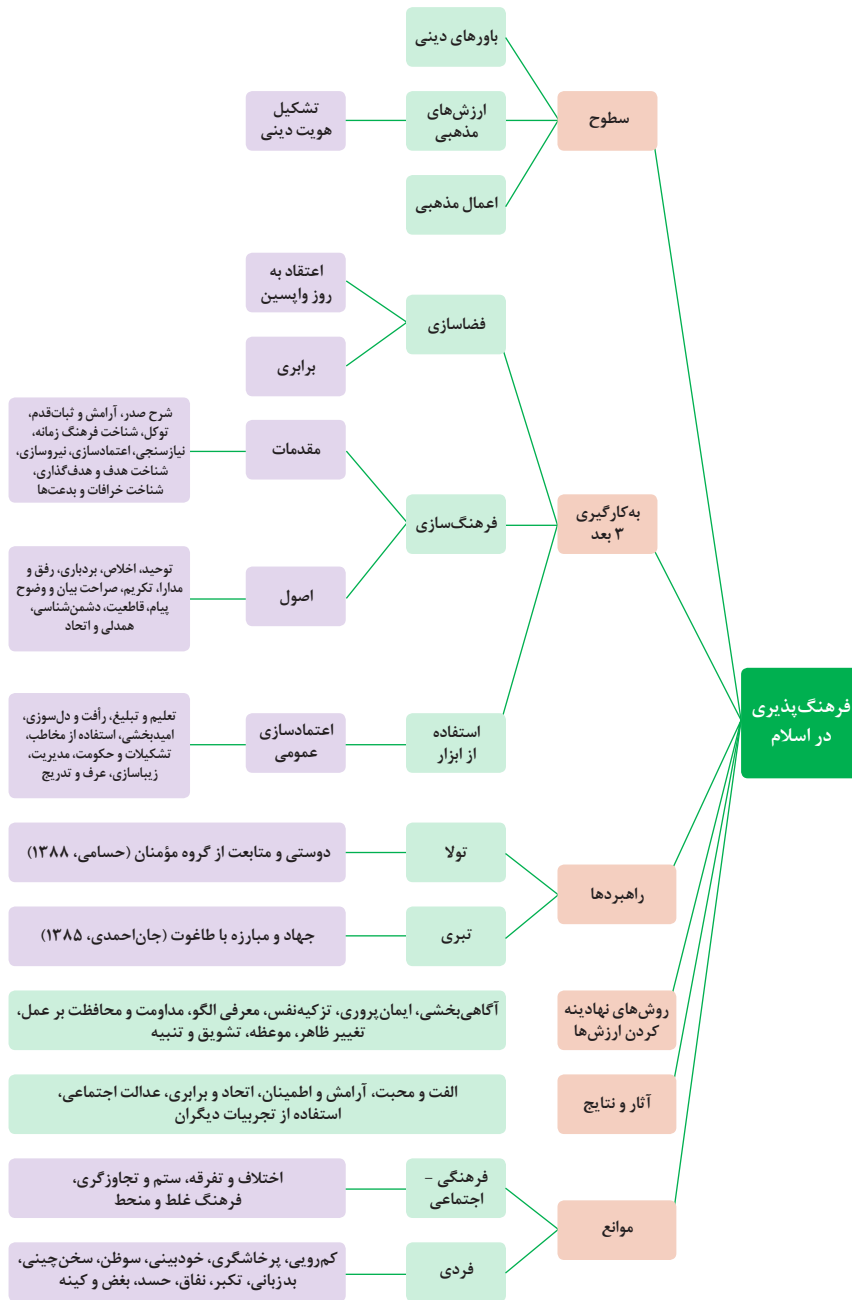 فرهنگ‌پذیری
در اسلام
سطوح
باورهای دینی
ارزش‌های
مذهبی
تشکیل
هویت دینی
اعمال مذهبی
به‌کارگیری
۳ بعد
فضاسازی
اعتقاد به
روز واپسین
برابری
فرهنگ‌سازی
مقدمات
شرح صدر، آرامش و ثبات‌قدم،
توکل، شناخت فرهنگ زمانه،
نیازسنجی، اعتمادسازی، نیروسازی،
شناخت هدف و هدف‌گذاری،
شناخت خرافات و بدعت‌ها
اصول
توحید، اخلاص، بردباری، رفق و
مدارا، تکریم، صراحت بیان و وضوح
پیام، قاطعیت، دشمن‌شناسی،
همدلی و اتحاد
استفاده
از ابزار
اعتمادسازی
عمومی
تعلیم و تبلیغ، رأفت و دل‌سوزی،
امیدبخشی، استفاده از مخاطب،
تشکیلات و حکومت، مدیریت،
زیباسازی، عرف و تدریج
راهبردها
تولا
دوستی و متابعت از گروه مؤمنان (حسامی، ۱۳۸۸)
تبری
جهاد و مبارزه با طاغوت (جان‌احمدی، ۱۳۸۵)
روش‌های نهادینه
کردن ارزش‌ها
آگاهی‌بخشی، ایمان‌پروری، تزکیه‌نفس، معرفی الگو، مداومت و محافظت بر عمل،
تغییر ظاهر، موعظه، تشویق و تنبیه
آثار و نتایج
الفت و محبت، آرامش و اطمینان، اتحاد و برابری، عدالت اجتماعی،
استفاده از تجربیات دیگران
موانع
فرهنگی –
اجتماعی
اختلاف و تفرقه، ستم و تجاوزگری،
فرهنگ غلط و منحط
فردی
کم‌رویی، پرخاشگری، خودبینی، سوظن، سخن‌چینی،
بدزبانی، تکبر، نفاق، حسد، بغض و کینه